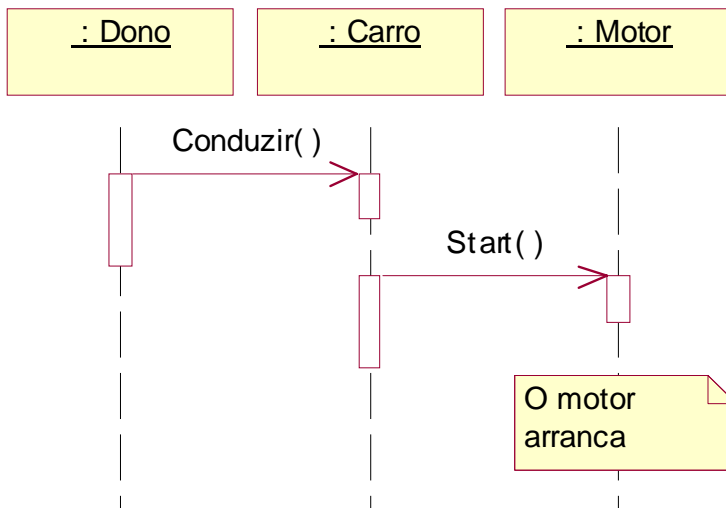 : Dono
: Carro
: Motor
Conduzir( )
Start( )
O motor
arranca